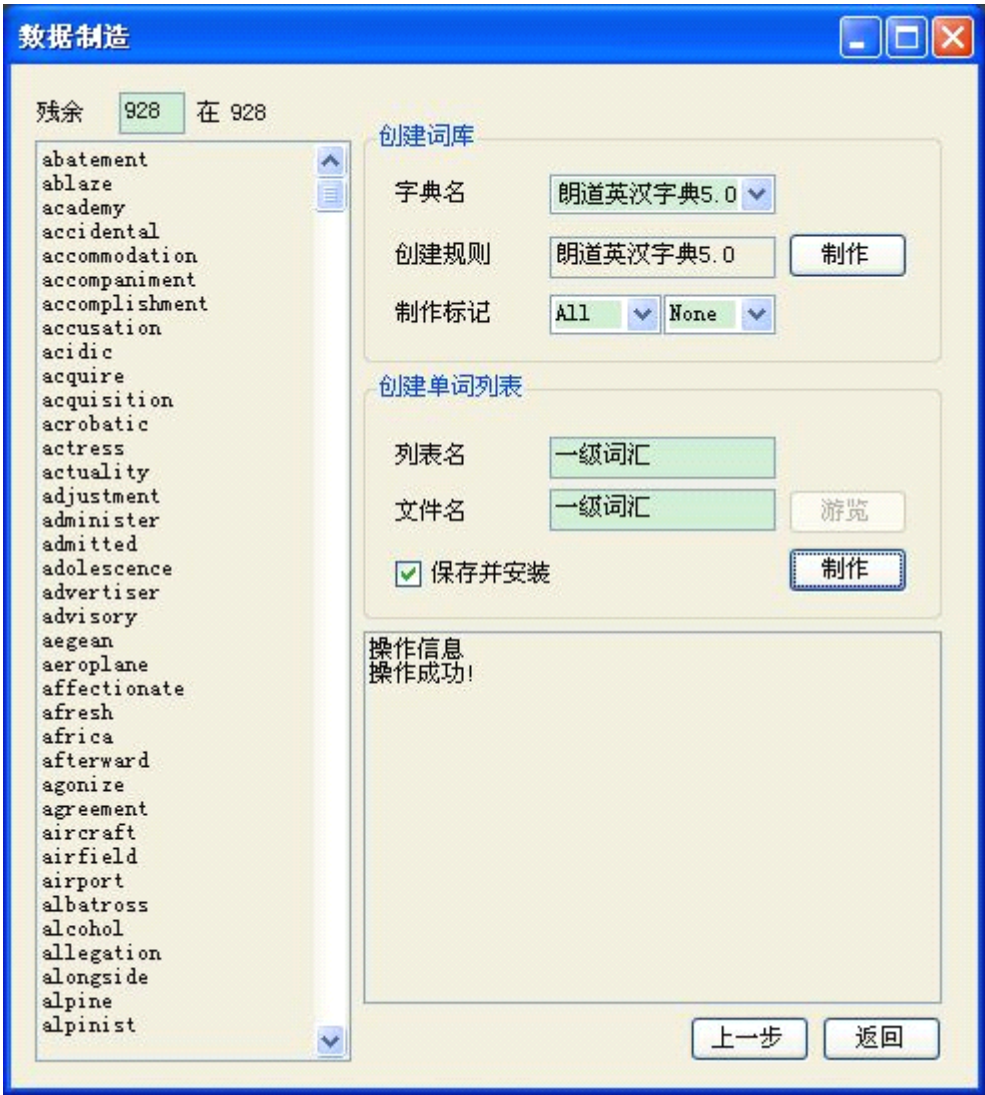 数据制造
残余 928 在 928
abatement
ablaze
academy
accidental
accommodation
accompaniment
accomplishment
accusation
acidic
acquire
acquisition
acrobatic
actress
actuality
adjustment
administer
admitted
adolescence
advertiser
advisory
aegean
aeroplane
affectionate
afresh
africa
afterward
agonize
agreement
aircraft
airfield
airport
albatross
alcohol
allegation
alongside
alpine
alpinist
创建词库
字典名 朗道英汉字典5.0
创建规则 朗道英汉字典5.0 制作
制作标记 All None
创建单词列表
列表名 一级词汇
文件名 一级词汇 游览
保存并安装 制作
操作信息
操作成功!
上一步 返回